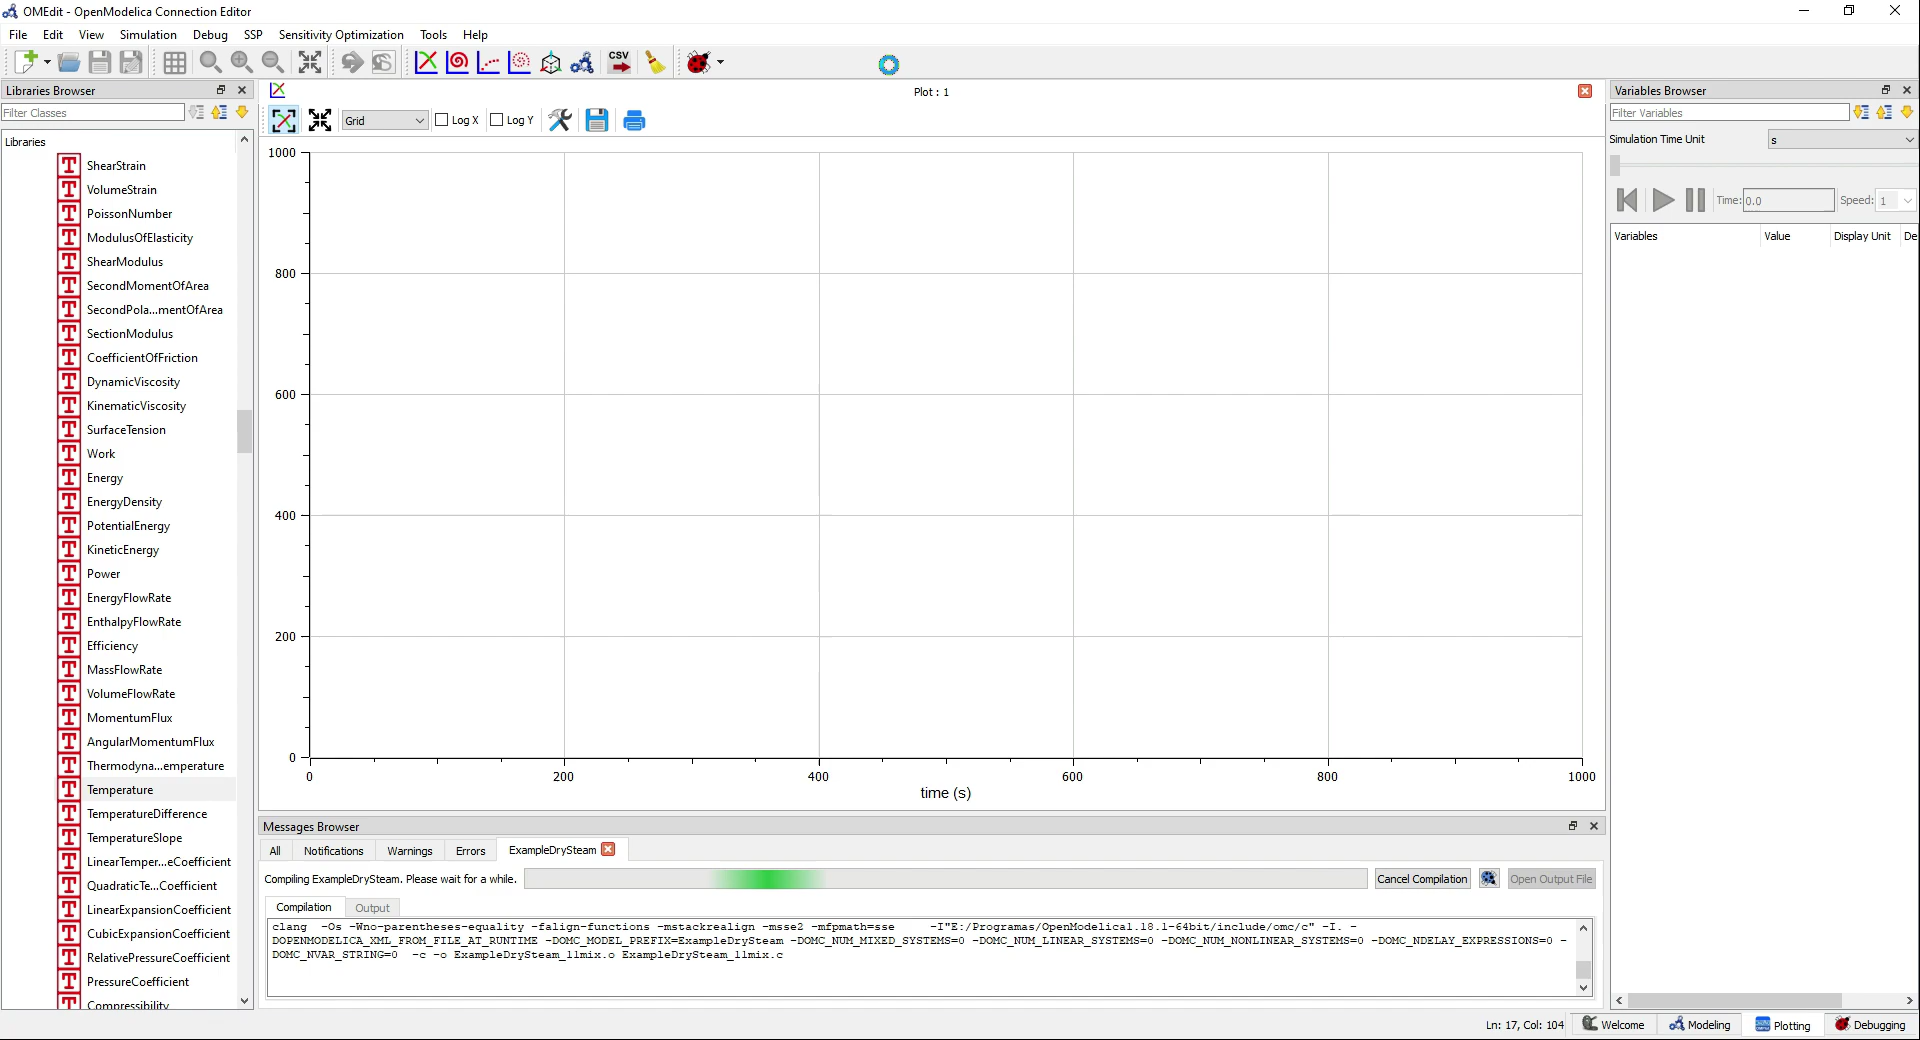 OMEdit - OpenModelica Connection Editor
File Edit View Simulation Debug SSP Sensitivity Optimization Tools Help
CSV
Libraries Browser
Filter Classes
Libraries
ShearStrain
VolumeStrain
PoissonNumber
ModulusOfElasticity
ShearModulus
SecondMomentOfArea
SecondPola...mentOfArea
SectionModulus
CoefficientOfFriction
DynamicViscosity
KinematicViscosity
SurfaceTension
Work
Energy
EnergyDensity
PotentialEnergy
KineticEnergy
Power
EnergyFlowRate
EnthalpyFlowRate
Efficiency
MassFlowRate
VolumeFlowRate
MomentumFlux
AngularMomentumFlux
Thermodyna...emperature
Temperature
TemperatureDifference
TemperatureSlope
LinearTemper...eCoefficient
QuadraticTe...Coefficient
LinearExpansionCoefficient
CubicExpansionCoefficient
RelativePressureCoefficient
PressureCoefficient
Compressibility
Plot : 1
Grid Log X Log Y
1000
800
600
400
200
0
0 200 400 600 800 1000
time (s)
Messages Browser
All Notifications Warnings Errors ExampleDrySteam
Compiling ExampleDrySteam. Please wait for a while. Cancel Compilation Open Output File
Compilation Output
clang -Os -Wno-parentheses-equality -falign-functions -mstackrealign -msse2 -mfpmath=sse -I"E:/Programas/OpenModelica1.18.1-64bit/include/omc/c" -I. -
DOPENMODELICA_XML_FROM_FILE_AT_RUNTIME -DOMC_MODEL_PREFIX=ExampleDrySteam -DOMC_NUM_MIXED_SYSTEMS=0 -DOMC_NUM_LINEAR_SYSTEMS=0 -DOMC_NUM_NONLINEAR_SYSTEMS=0 -DOMC_NDELAY_EXPRESSIONS=0 -
DOMC_NVAR_STRING=0 -c -o ExampleDrySteam_11mix.o ExampleDrySteam_11mix.c
Variables Browser
Filter Variables
Simulation Time Unit s
Time: 0.0 Speed: 1
Variables Value Display Unit De
Ln: 17, Col: 104 Welcome Modeling Plotting Debugging